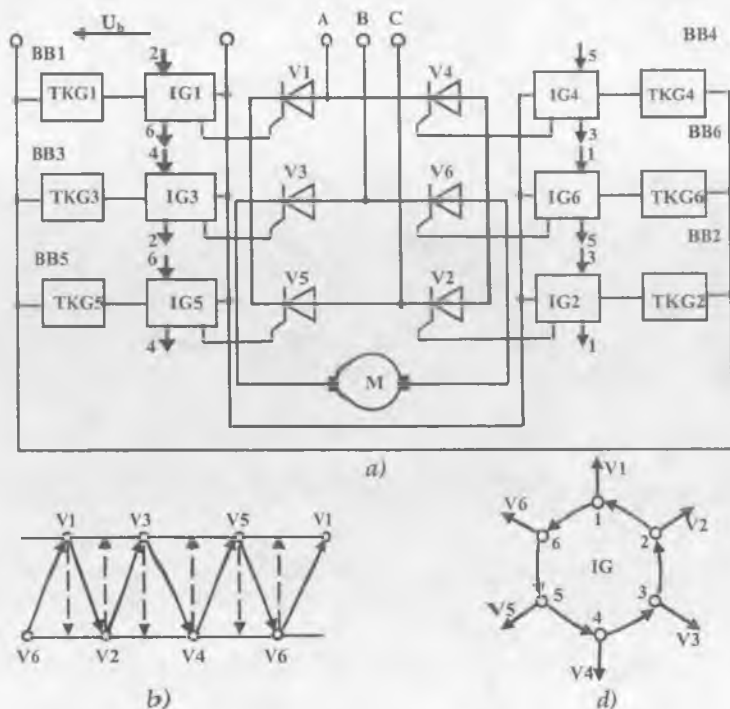 U_b A B C
BB1 2 V1 V4 5 BB4
TKG1 IG1 IG4 TKG4
6 3
BB3 4 V3 V6 1 BB6
TKG3 IG3 IG6 TKG6
2 5
BB5 6 V5 V2 3 BB2
TKG5 IG5 IG2 TKG2
4 1
M
a)
V1 V3 V5 V1
V6 V2 V4 V6
b)
V1
V6 1 V2
6 2
IG
5 3
V5 4 V3
V4
d)